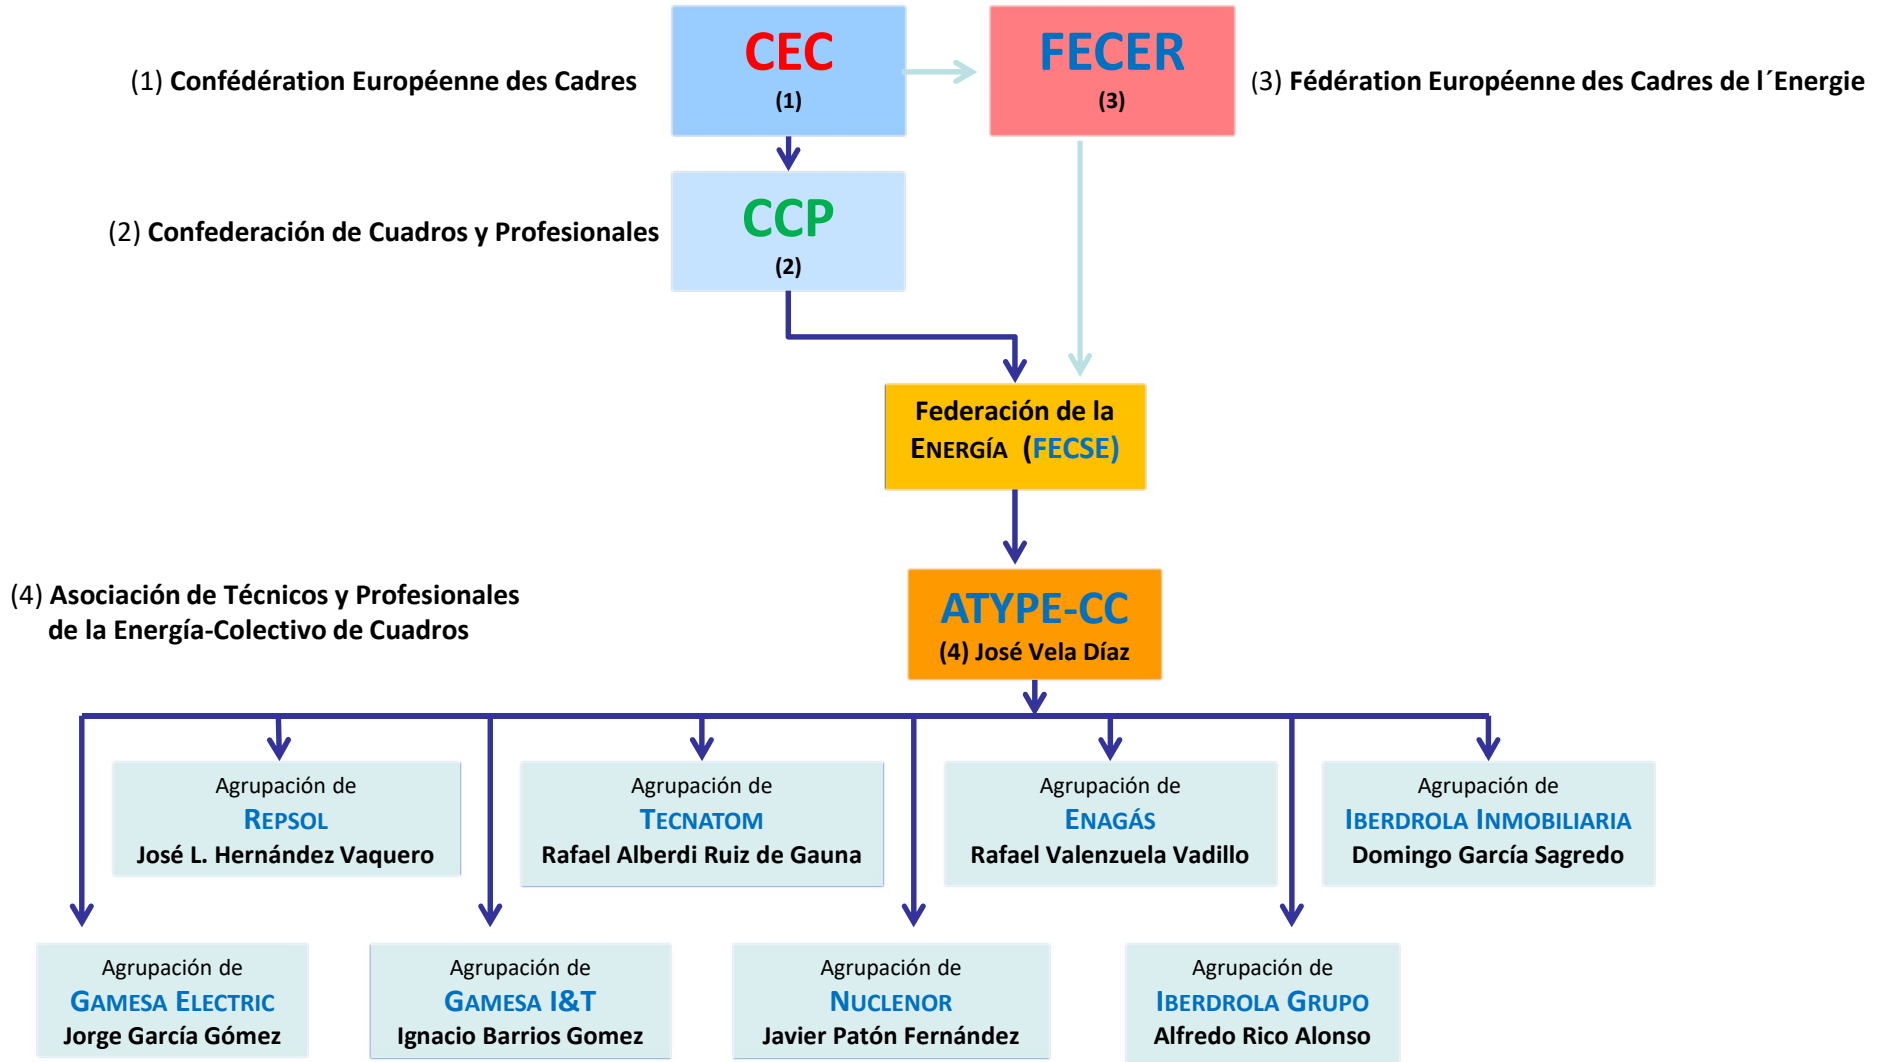 CEC
(1)
FECER
(3)
(1) Confédération Européenne des Cadres
(3) Fédération Européenne des Cadres de l´Energie
CCP
(2)
(2) Confederación de Cuadros y Profesionales
Federación de la
ENERGÍA (FECSE)
(4) Asociación de Técnicos y Profesionales
de la Energía-Colectivo de Cuadros
ATYPE-CC
(4) José Vela Díaz
Agrupación de
REPSOL
José L. Hernández Vaquero
Agrupación de
TECNATOM
Rafael Alberdi Ruiz de Gauna
Agrupación de
ENAGÁS
Rafael Valenzuela Vadillo
Agrupación de
IBERDROLA INMOBILIARIA
Domingo García Sagredo
Agrupación de
GAMESA ELECTRIC
Jorge García Gómez
Agrupación de
GAMESA I&T
Ignacio Barrios Gomez
Agrupación de
NUCLENOR
Javier Patón Fernández
Agrupación de
IBERDROLA GRUPO
Alfredo Rico Alonso